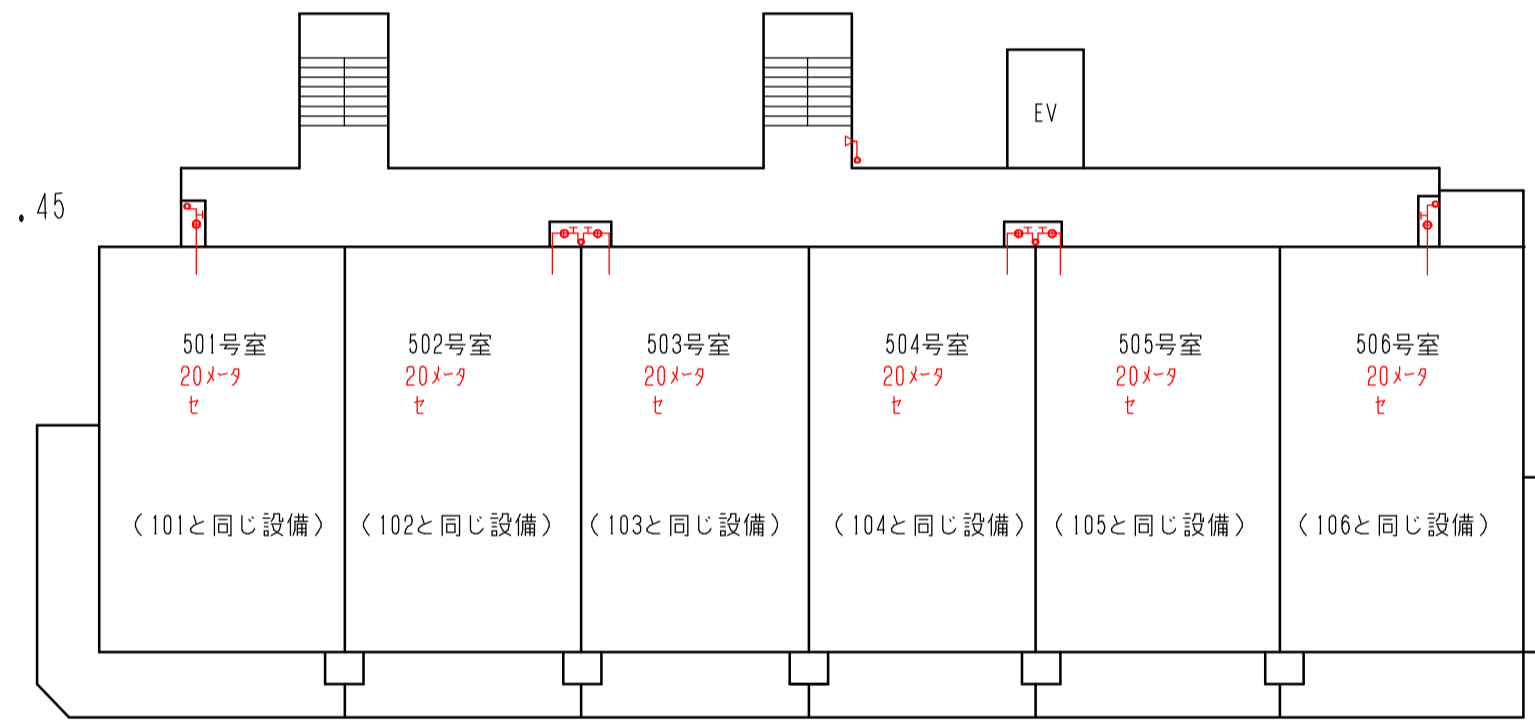 EV
.45
501号室
20メータ
セ
(101と同じ設備)
502号室
20メータ
セ
(102と同じ設備)
503号室
20メータ
セ
(103と同じ設備)
504号室
20メータ
セ
(104と同じ設備)
505号室
20メータ
セ
(105と同じ設備)
506号室
20メータ
セ
(106と同じ設備)